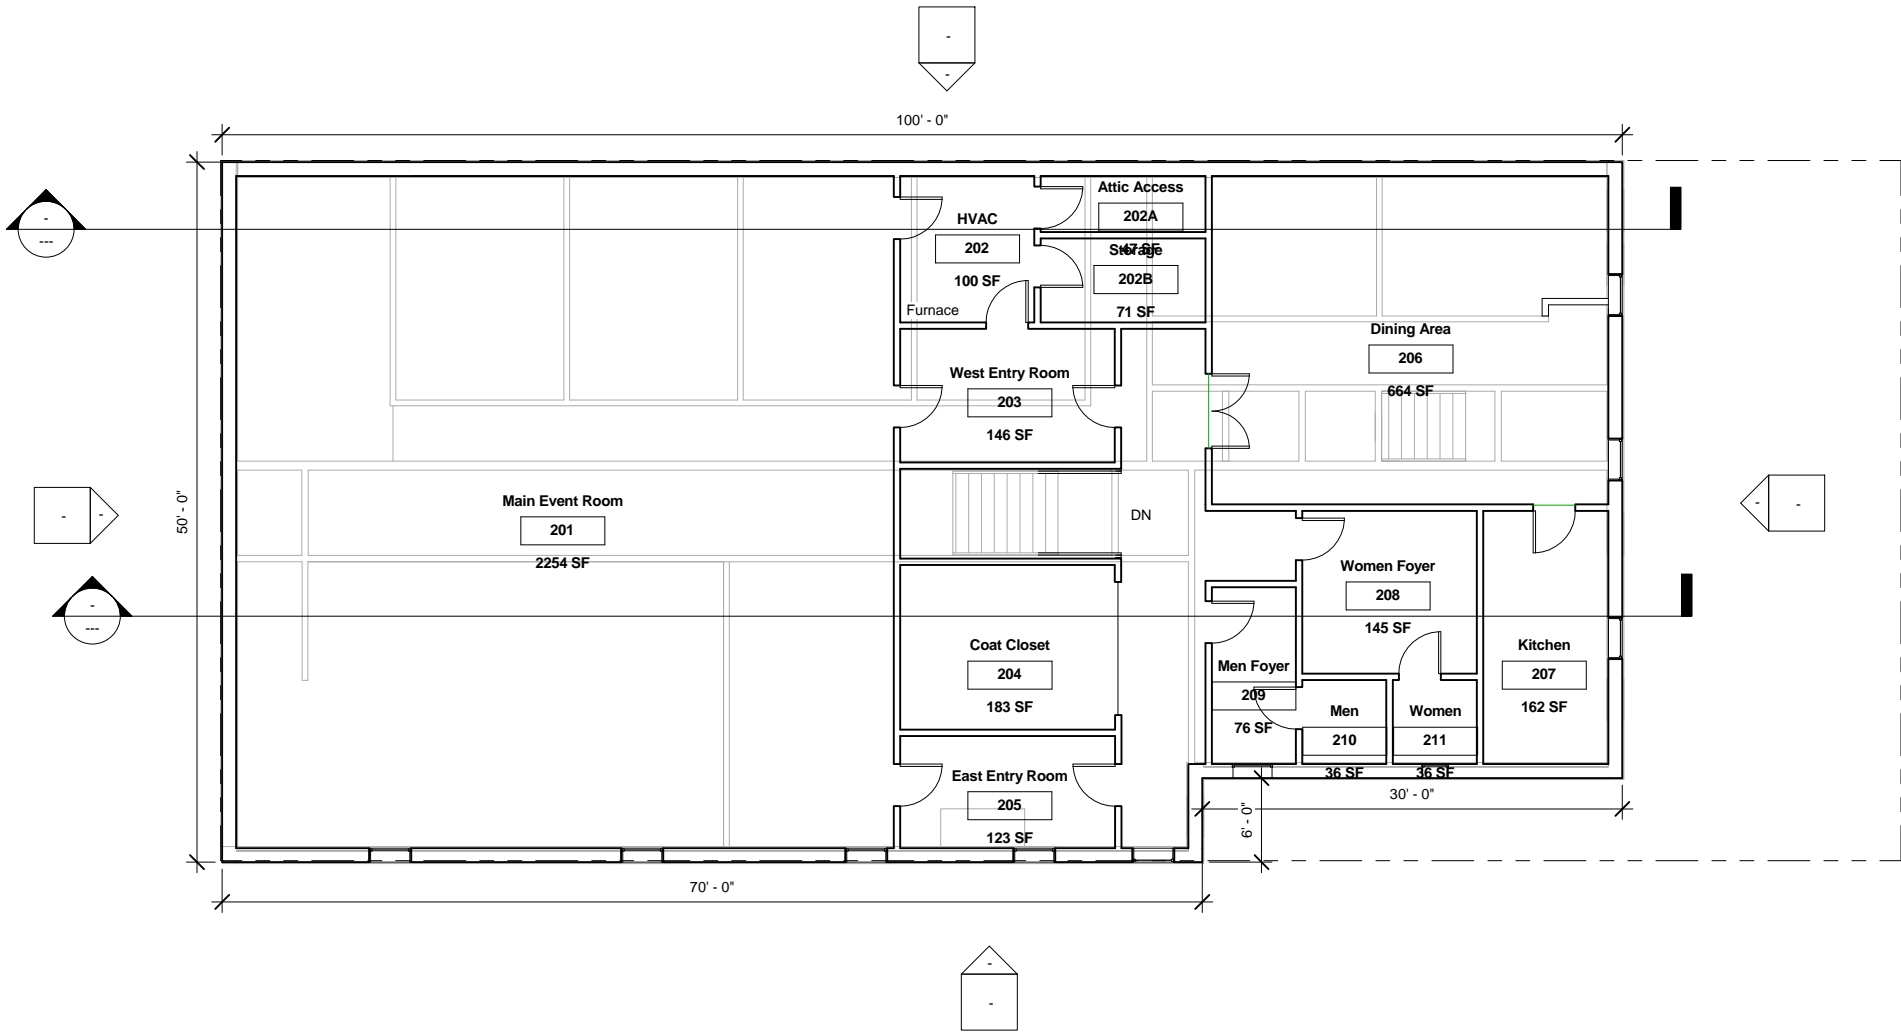 -
-
100' - 0"
Attic Access
202A
47 SF
-
---
HVAC
202
100 SF
Storage
202B
71 SF
Furnace
Dining Area
206
664 SF
West Entry Room
203
146 SF
50' - 0"
Main Event Room
201
2254 SF
-
-
DN
-
-
Women Foyer
208
145 SF
-
---
Coat Closet
204
183 SF
Kitchen
207
162 SF
Men Foyer
209
76 SF
Men
210
36 SF
Women
211
36 SF
East Entry Room
205
123 SF
30' - 0"
6' - 0"
70' - 0"
-
-